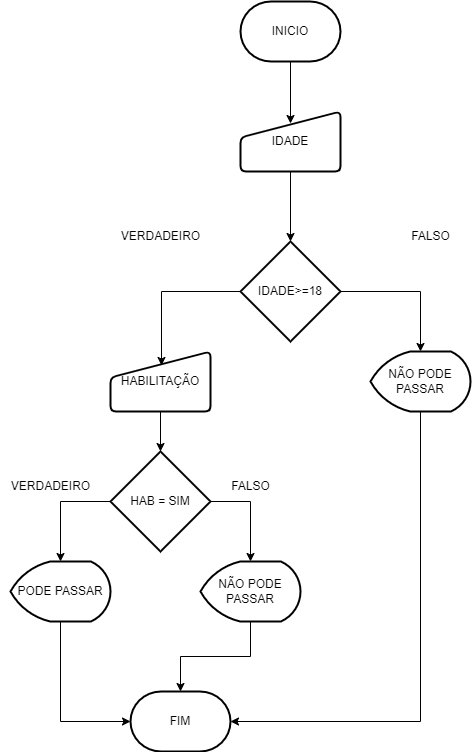 INICIO
IDADE
VERDADEIRO
FALSO
IDADE>=18
HABILITAÇÃO
NÃO PODE
PASSAR
VERDADEIRO
FALSO
HAB = SIM
PODE PASSAR
NÃO PODE
PASSAR
FIM